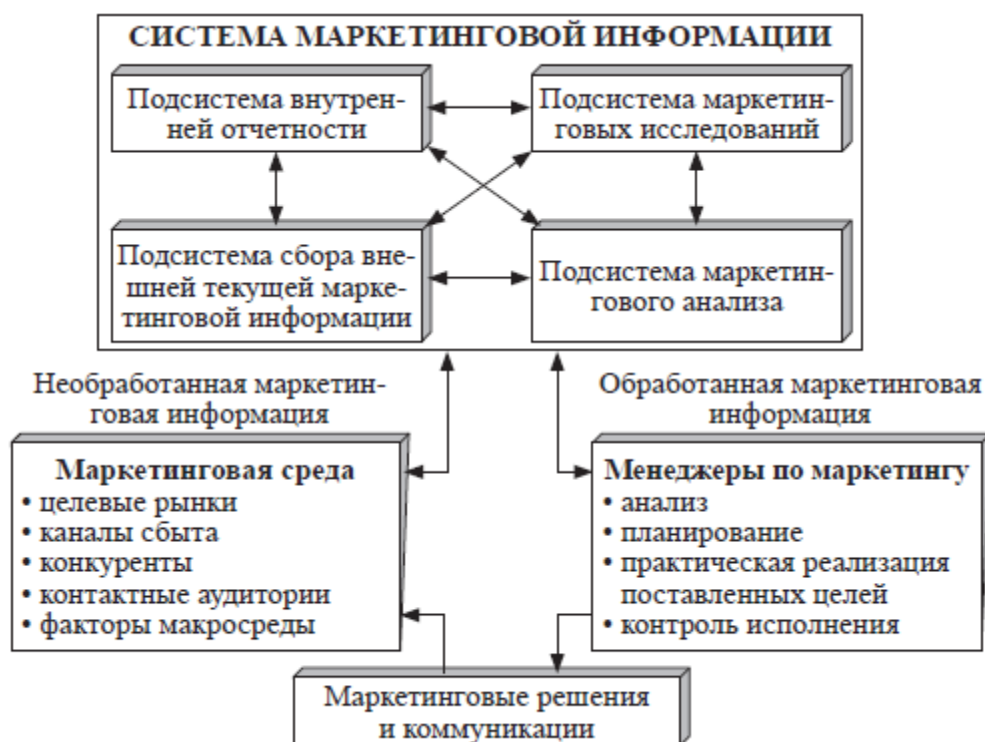 СИСТЕМА МАРКЕТИНГОВОЙ ИНФОРМАЦИИ
Подсистема внутрен-
ней отчетности
Подсистема маркетин-
говых исследований
Подсистема сбора вне-
шней текущей марке-
тинговой информации
Подсистема маркетин-
гового анализа
Необработанная маркетин-
говая информация
Обработанная маркетинговая
информация
Маркетинговая среда
• целевые рынки
• каналы сбыта
• конкуренты
• контактные аудитории
• факторы макросреды
Менеджеры по маркетингу
• анализ
• планирование
• практическая реализация
поставленных целей
• контроль исполнения
Маркетинговые решения
и коммуникации